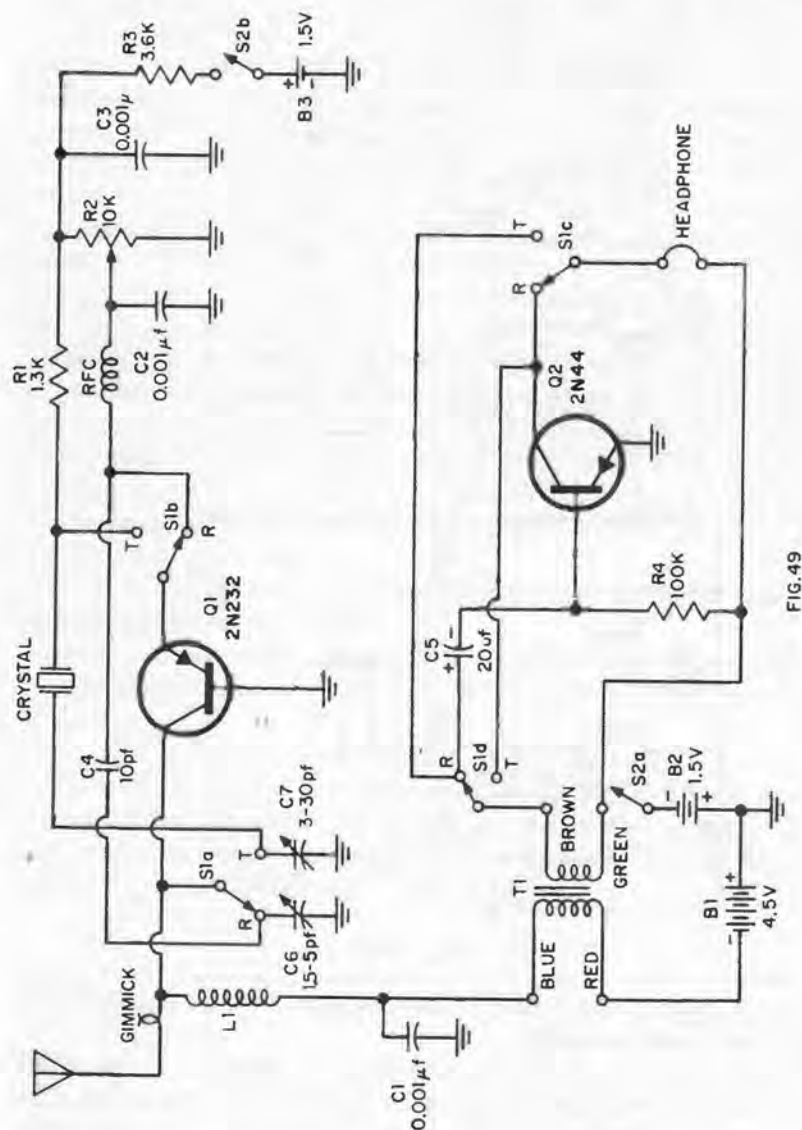 GIMMICK
L1
C1
0.001µf
C6
1.5-5pf
R
S1a
T
C7
3-30pf
C4
10pf
CRYSTAL
Q1
2N232
T
S1b
R
R1
1.3K
RFC
C2
0.001µf
R2
10K
C3
0.001µ
R3
3.6K
S2b
B3
+
-
1.5V
BLUE
RED
T1
BROWN
GREEN
B1
4.5V
-
+
S2a
-
B2
1.5V
+
R
S1d
T
C5
+
-
20uf
R4
100K
Q2
2N44
R
S1c
T
HEADPHONE
FIG.49